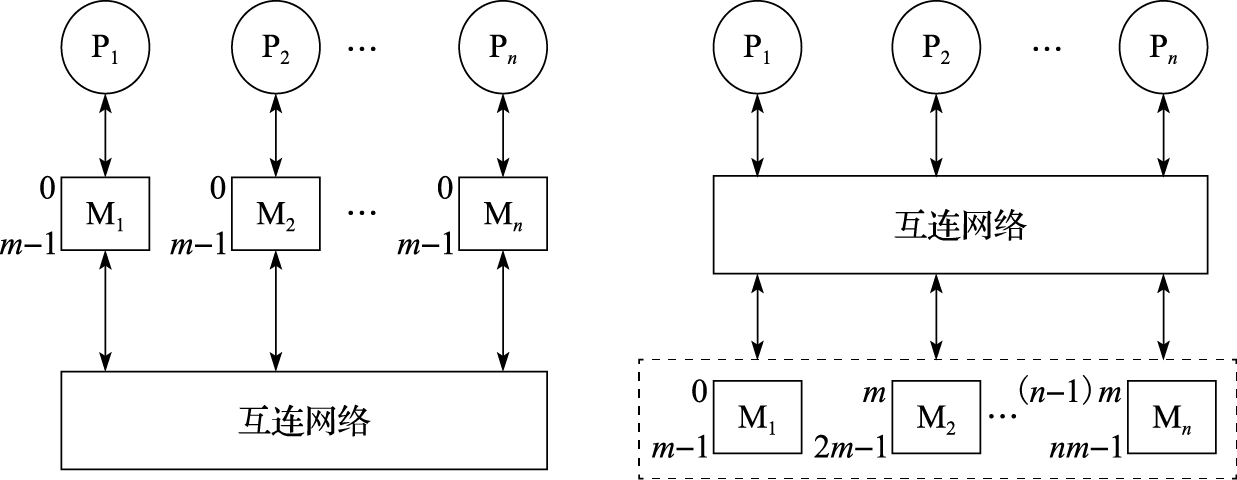 P₁ P₂ … Pₙ
0 M₁ m−1
0 M₂ m−1
…
0 Mₙ m−1
互连网络
P₁ P₂ … Pₙ
互连网络
0 M₁ m−1
m M₂ 2m−1
…
(n−1)m Mₙ nm−1